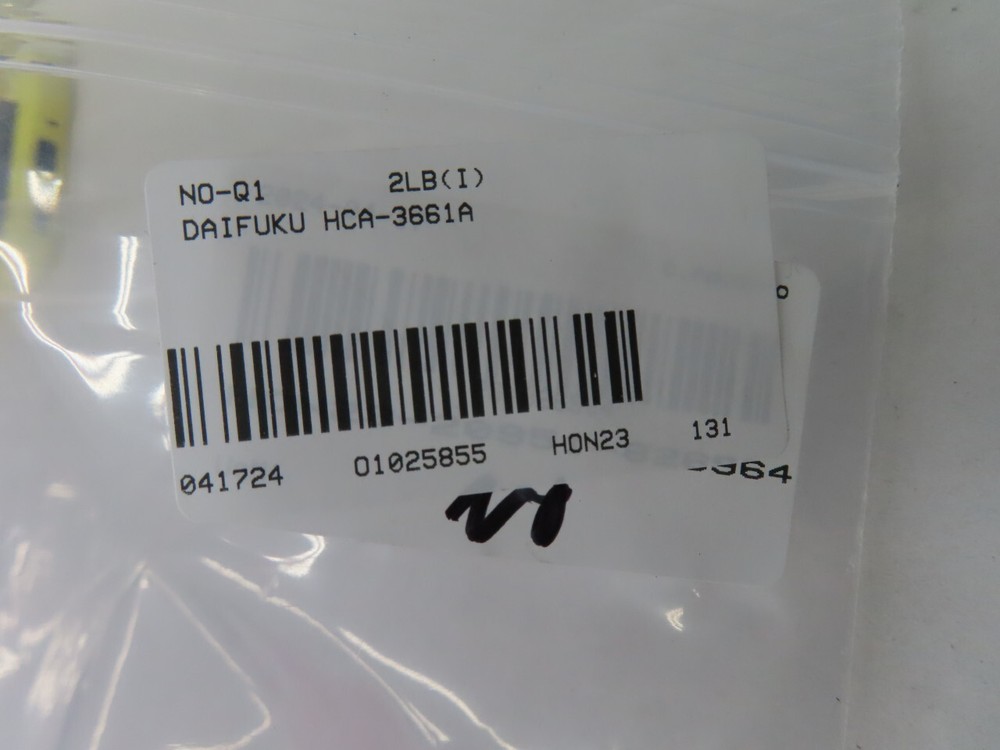 NO-Q1 2LB(I)
DAIFUKU HCA-3661A
041724 01025855 HON23 131